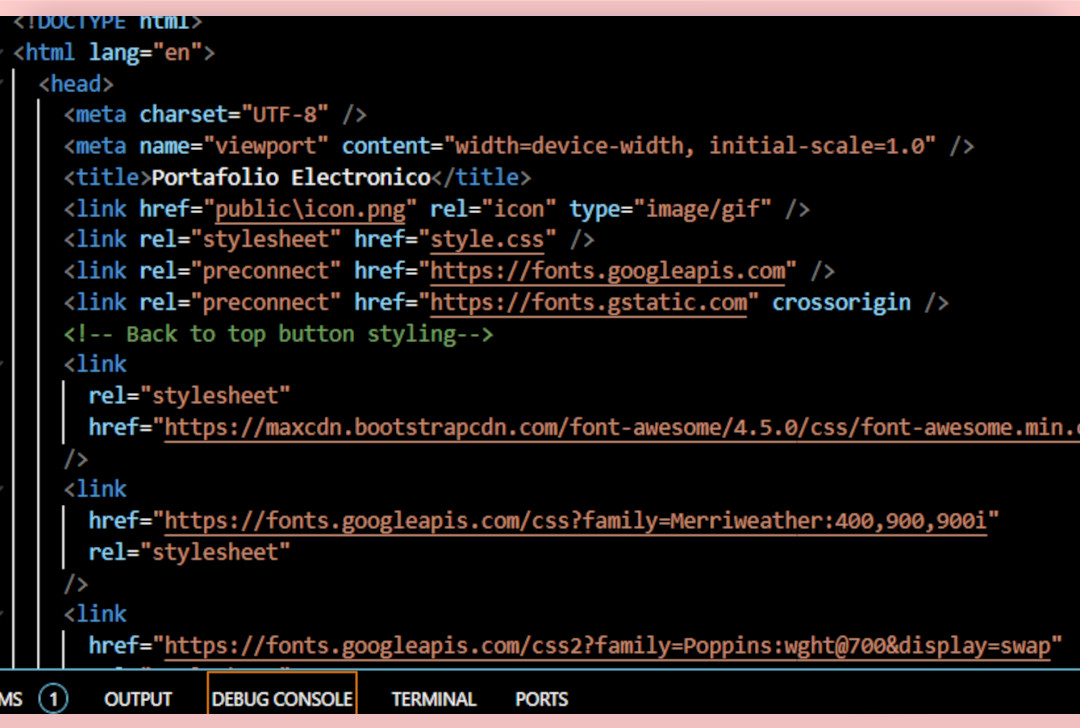 <!DOCTYPE html>
<html lang="en">
<head>
<meta charset="UTF-8" />
<meta name="viewport" content="width=device-width, initial-scale=1.0" />
<title>Portafolio Electronico</title>
<link href="public\icon.png" rel="icon" type="image/gif" />
<link rel="stylesheet" href="style.css" />
<link rel="preconnect" href="https://fonts.googleapis.com" />
<link rel="preconnect" href="https://fonts.gstatic.com" crossorigin />
<!-- Back to top button styling-->
<link
rel="stylesheet"
href="https://maxcdn.bootstrapcdn.com/font-awesome/4.5.0/css/font-awesome.min.
/>
<link
href="https://fonts.googleapis.com/css?family=Merriweather:400,900,900i"
rel="stylesheet"
/>
<link
href="https://fonts.googleapis.com/css2?family=Poppins:wght@700&display=swap"
MS 1 OUTPUT DEBUG CONSOLE TERMINAL PORTS